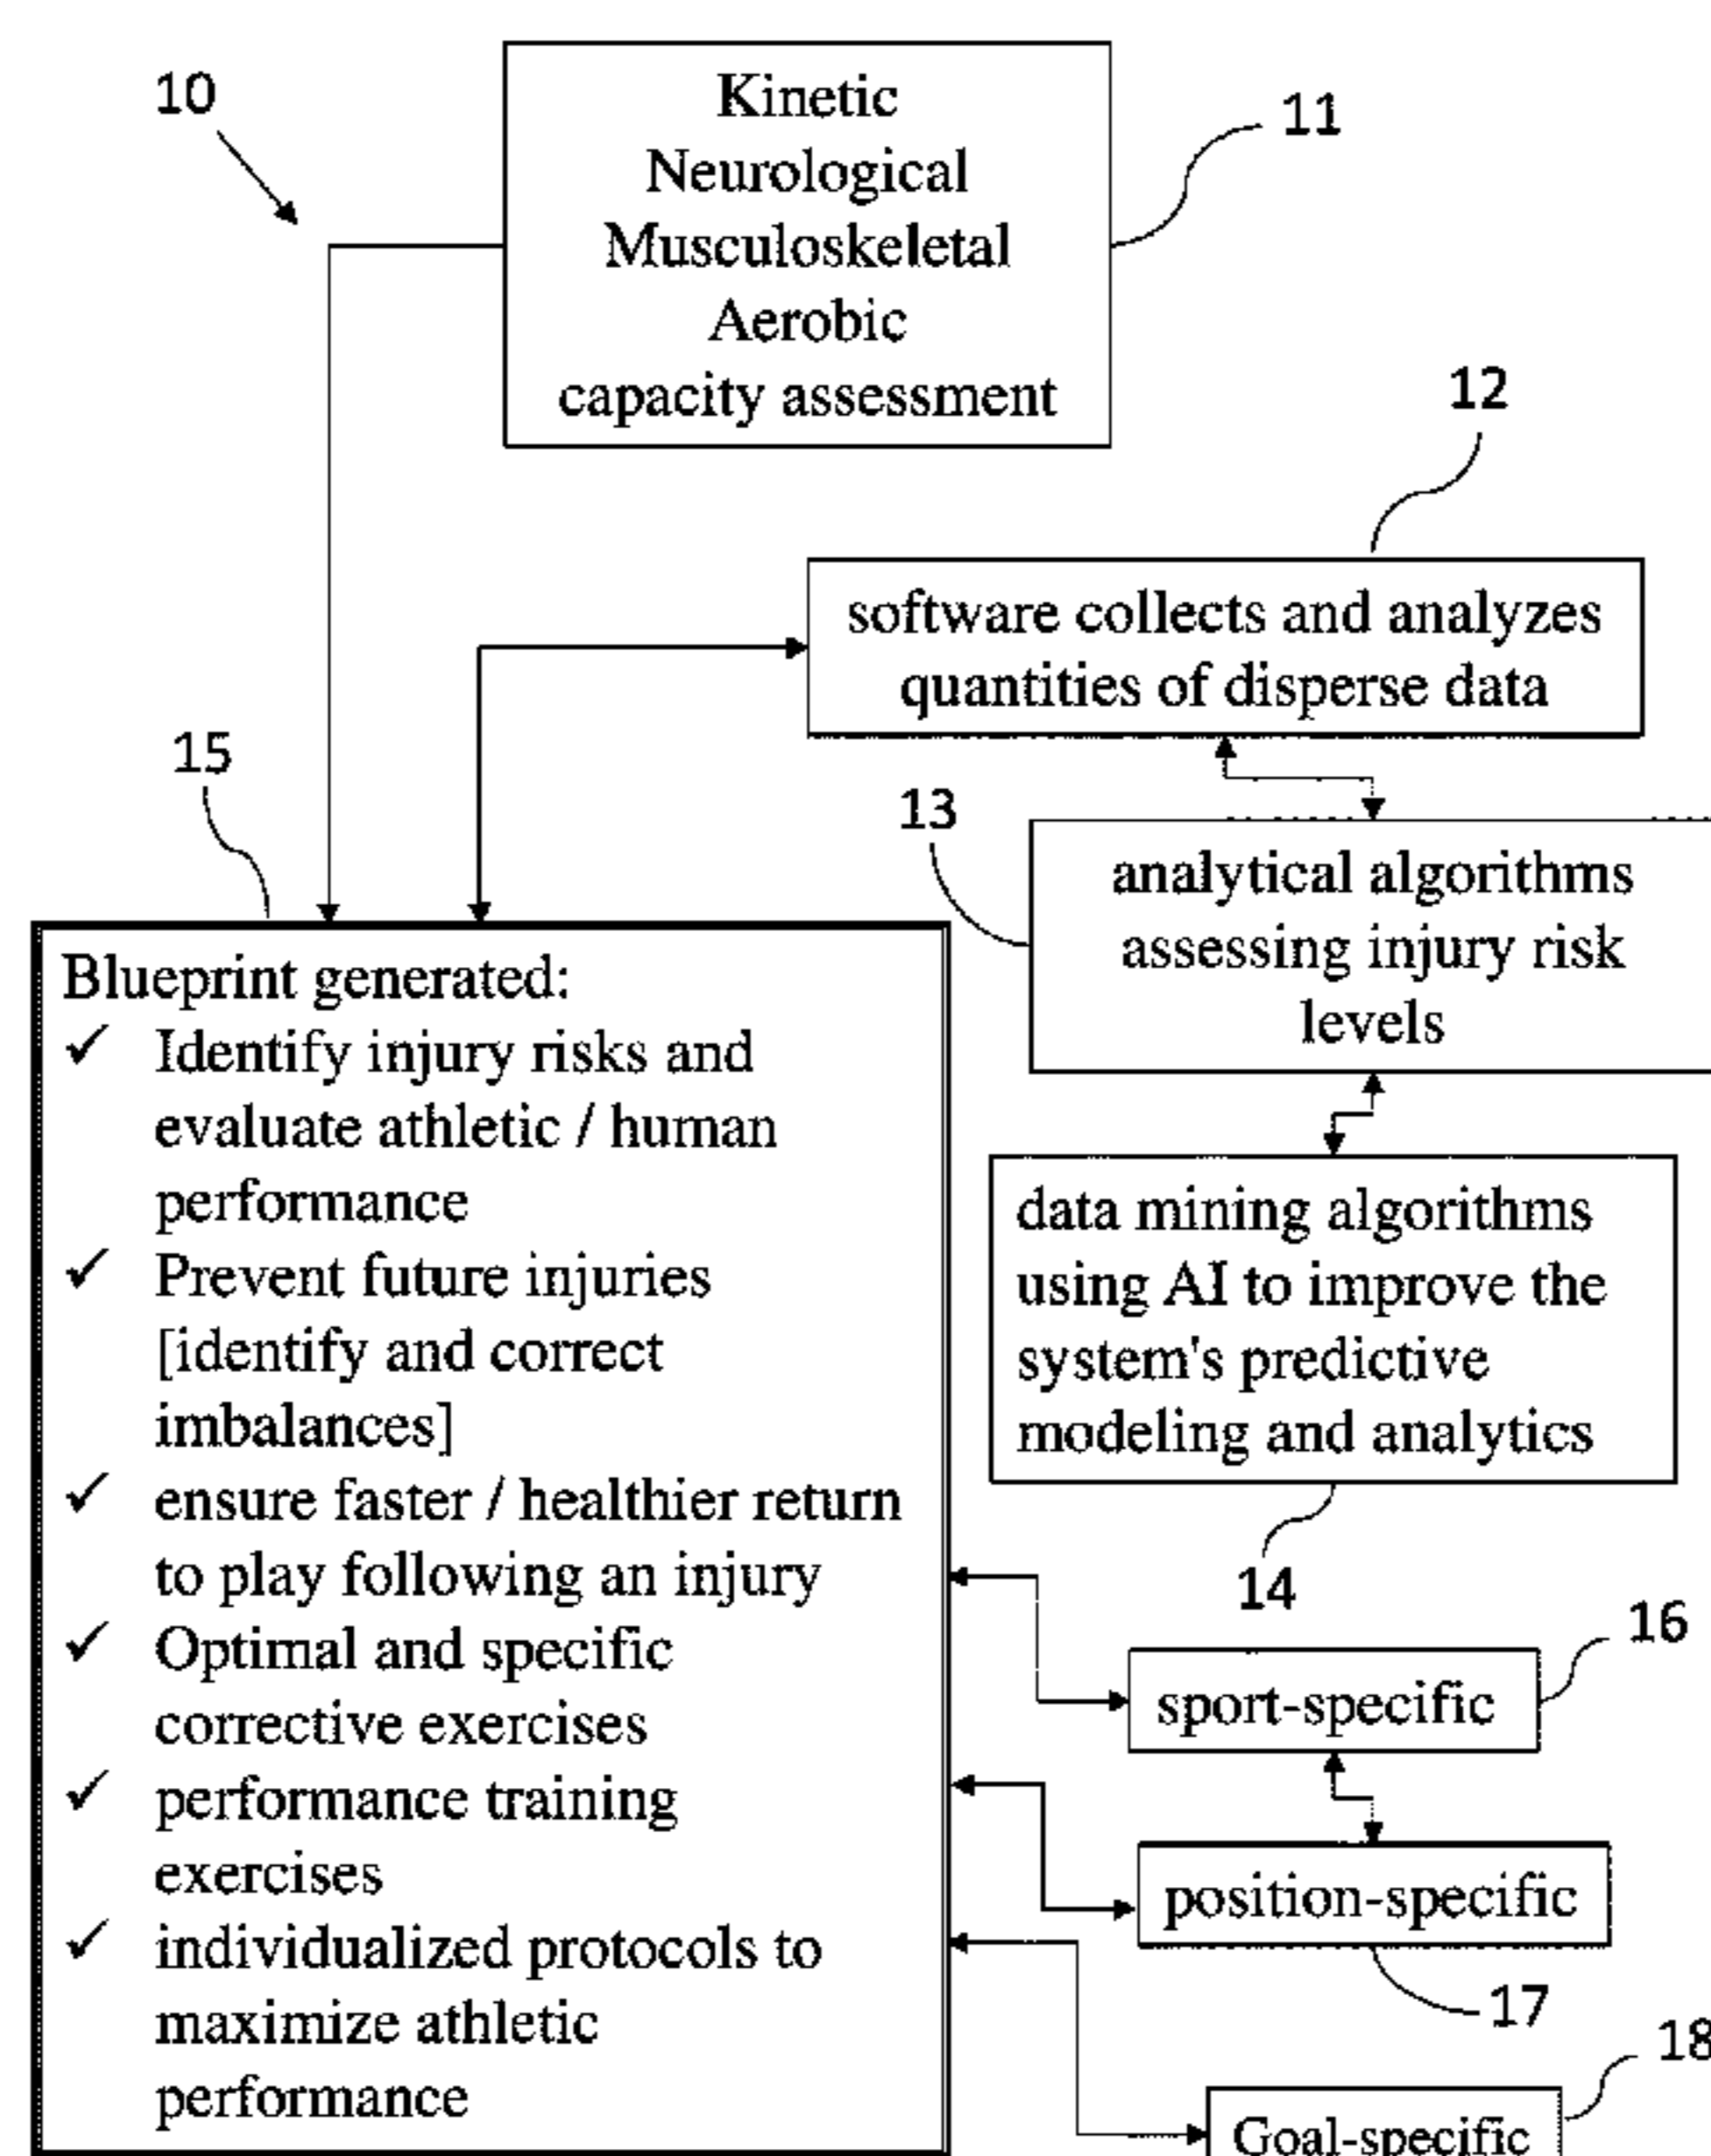 10
Kinetic
Neurological
Musculoskeletal
Aerobic
capacity assessment
11
12
software collects and analyzes
quantities of disperse data
15
13
analytical algorithms
assessing injury risk
levels
Blueprint generated:
✓ Identify injury risks and
evaluate athletic / human
performance
✓ Prevent future injuries
[identify and correct
imbalances]
✓ ensure faster / healthier return
to play following an injury
✓ Optimal and specific
corrective exercises
✓ performance training
exercises
✓ individualized protocols to
maximize athletic
performance
data mining algorithms
using AI to improve the
system's predictive
modeling and analytics
14
16
sport-specific
position-specific
17
18
Goal-specific